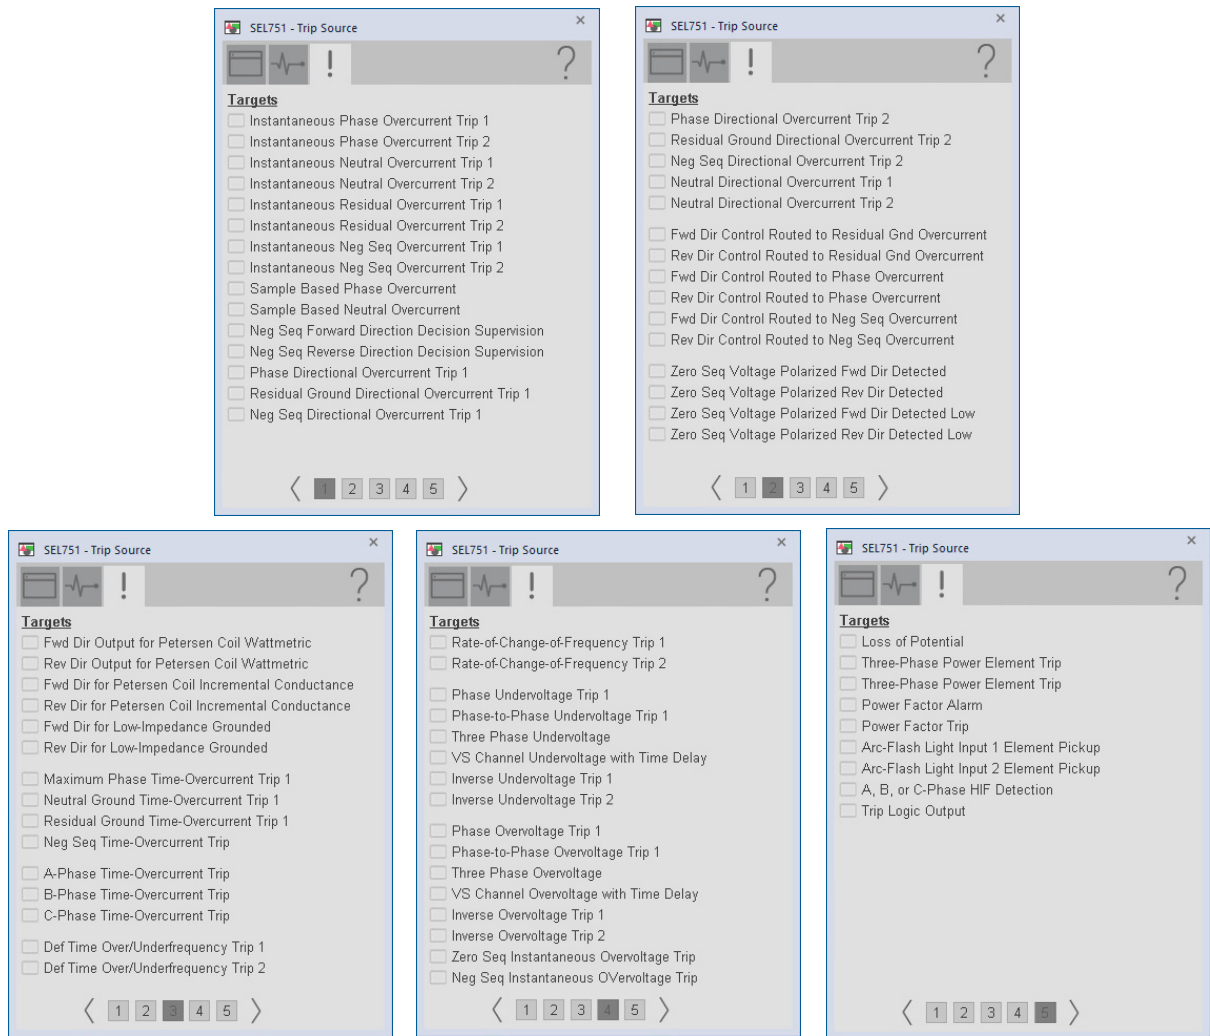 SEL751 - Trip Source
?
Targets
Instantaneous Phase Overcurrent Trip 1
Instantaneous Phase Overcurrent Trip 2
Instantaneous Neutral Overcurrent Trip 1
Instantaneous Neutral Overcurrent Trip 2
Instantaneous Residual Overcurrent Trip 1
Instantaneous Residual Overcurrent Trip 2
Instantaneous Neg Seq Overcurrent Trip 1
Instantaneous Neg Seq Overcurrent Trip 2
Sample Based Phase Overcurrent
Sample Based Neutral Overcurrent
Neg Seq Forward Direction Decision Supervision
Neg Seq Reverse Direction Decision Supervision
Phase Directional Overcurrent Trip 1
Residual Ground Directional Overcurrent Trip 1
Neg Seq Directional Overcurrent Trip 1
1 2 3 4 5
SEL751 - Trip Source
?
Targets
Phase Directional Overcurrent Trip 2
Residual Ground Directional Overcurrent Trip 2
Neg Seq Directional Overcurrent Trip 2
Neutral Directional Overcurrent Trip 1
Neutral Directional Overcurrent Trip 2
Fwd Dir Control Routed to Residual Gnd Overcurrent
Rev Dir Control Routed to Residual Gnd Overcurrent
Fwd Dir Control Routed to Phase Overcurrent
Rev Dir Control Routed to Phase Overcurrent
Fwd Dir Control Routed to Neg Seq Overcurrent
Rev Dir Control Routed to Neg Seq Overcurrent
Zero Seq Voltage Polarized Fwd Dir Detected
Zero Seq Voltage Polarized Rev Dir Detected
Zero Seq Voltage Polarized Fwd Dir Detected Low
Zero Seq Voltage Polarized Rev Dir Detected Low
1 2 3 4 5
SEL751 - Trip Source
?
Targets
Fwd Dir Output for Petersen Coil Wattmetric
Rev Dir Output for Petersen Coil Wattmetric
Fwd Dir for Petersen Coil Incremental Conductance
Rev Dir for Petersen Coil Incremental Conductance
Fwd Dir for Low-Impedance Grounded
Rev Dir for Low-Impedance Grounded
Maximum Phase Time-Overcurrent Trip 1
Neutral Ground Time-Overcurrent Trip 1
Residual Ground Time-Overcurrent Trip 1
Neg Seq Time-Overcurrent Trip
A-Phase Time-Overcurrent Trip
B-Phase Time-Overcurrent Trip
C-Phase Time-Overcurrent Trip
Def Time Over/Underfrequency Trip 1
Def Time Over/Underfrequency Trip 2
1 2 3 4 5
SEL751 - Trip Source
?
Targets
Rate-of-Change-of-Frequency Trip 1
Rate-of-Change-of-Frequency Trip 2
Phase Undervoltage Trip 1
Phase-to-Phase Undervoltage Trip 1
Three Phase Undervoltage
VS Channel Undervoltage with Time Delay
Inverse Undervoltage Trip 1
Inverse Undervoltage Trip 2
Phase Overvoltage Trip 1
Phase-to-Phase Overvoltage Trip 1
Three Phase Overvoltage
VS Channel Overvoltage with Time Delay
Inverse Overvoltage Trip 1
Inverse Overvoltage Trip 2
Zero Seq Instantaneous Overvoltage Trip
Neg Seq Instantaneous OVervoltage Trip
1 2 3 4 5
SEL751 - Trip Source
?
Targets
Loss of Potential
Three-Phase Power Element Trip
Three-Phase Power Element Trip
Power Factor Alarm
Power Factor Trip
Arc-Flash Light Input 1 Element Pickup
Arc-Flash Light Input 2 Element Pickup
A, B, or C-Phase HIF Detection
Trip Logic Output
1 2 3 4 5